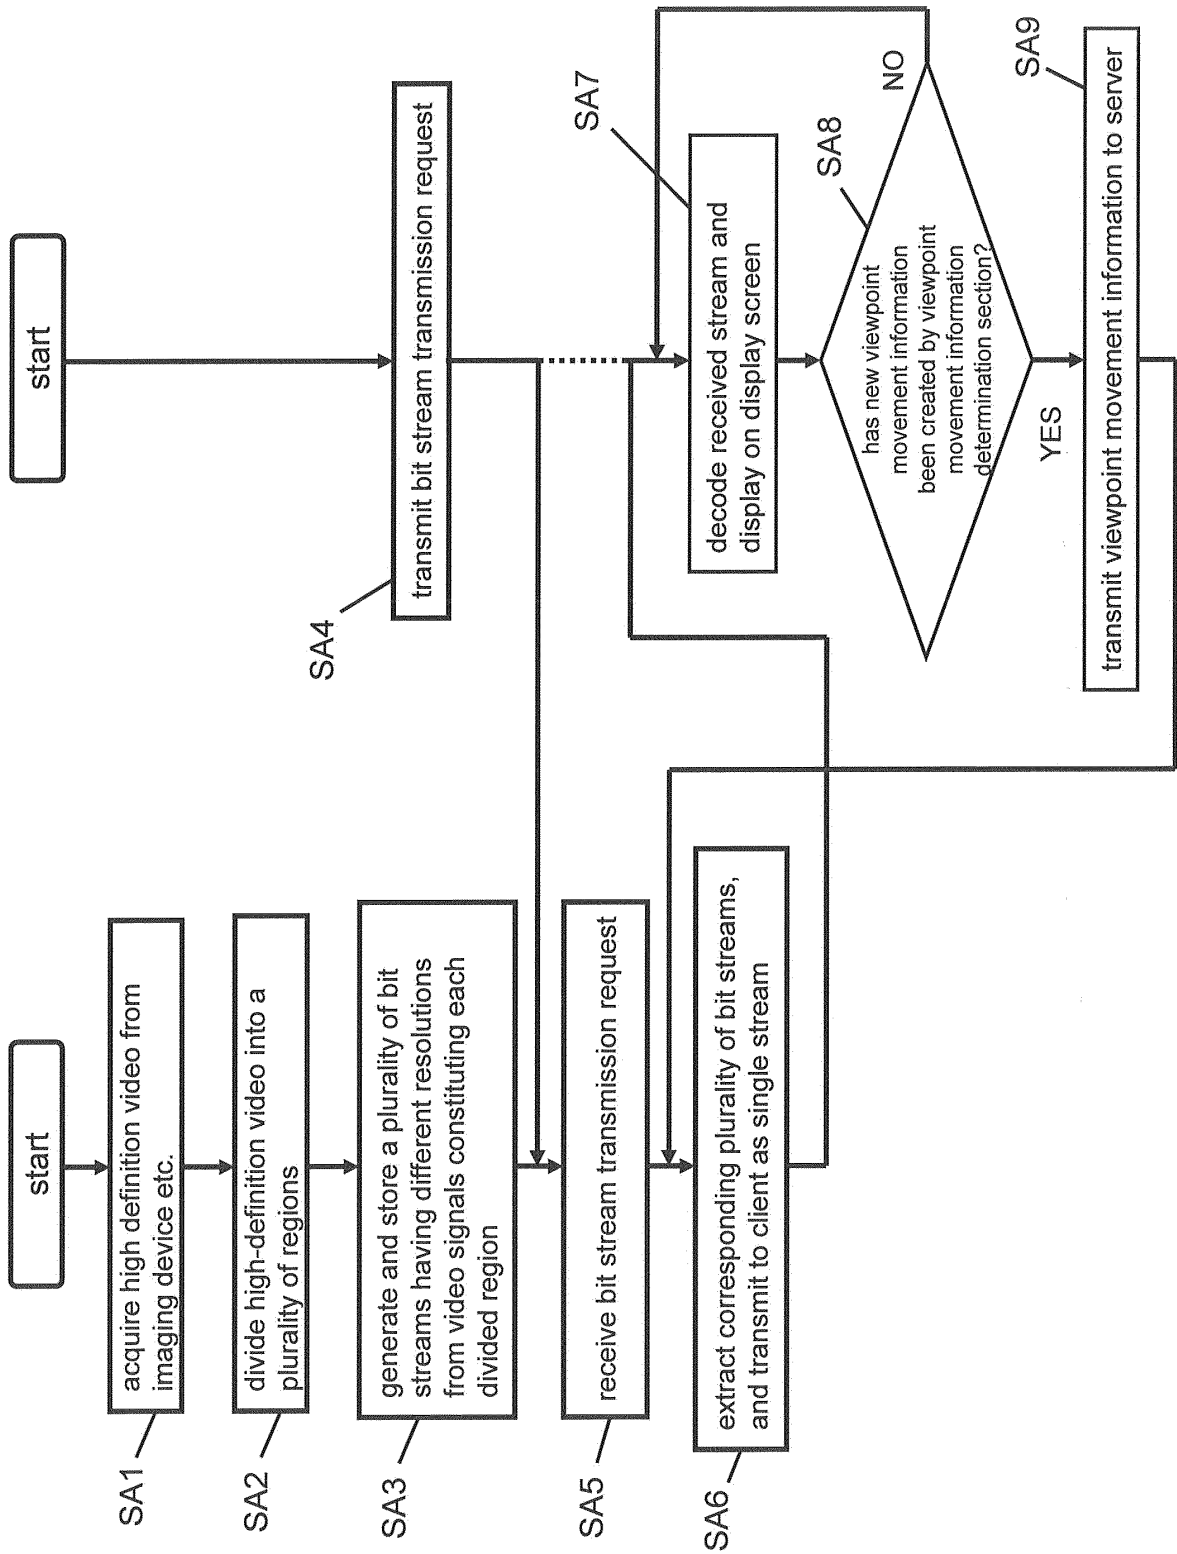 start
SA1
acquire high definition video from
imaging device etc.
SA2
divide high-definition video into a
plurality of regions
SA3
generate and store a plurality of bit
streams having different resolutions
from video signals constituting each
divided region
SA5
receive bit stream transmission request
SA6
extract corresponding plurality of bit streams,
and transmit to client as single stream
start
SA4
transmit bit stream transmission request
SA7
decode received stream and
display on display screen
SA8
has new viewpoint
movement information
been created by viewpoint
movement information
determination section?
NO
YES
SA9
transmit viewpoint movement information to server